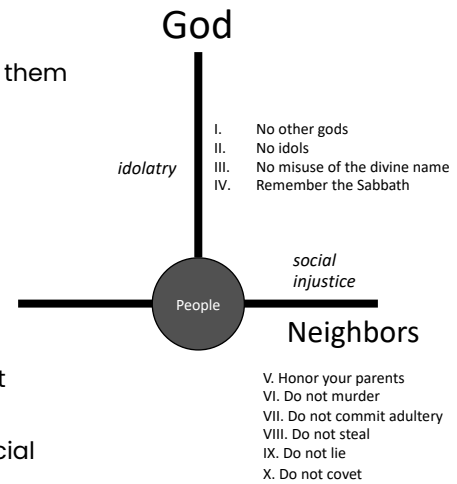 God
them
I. No other gods
II. No idols
III. No misuse of the divine name
IV. Remember the Sabbath
idolatry
social
injustice
People
Neighbors
t
cial
V. Honor your parents
VI. Do not murder
VII. Do not commit adultery
VIII. Do not steal
IX. Do not lie
X. Do not covet